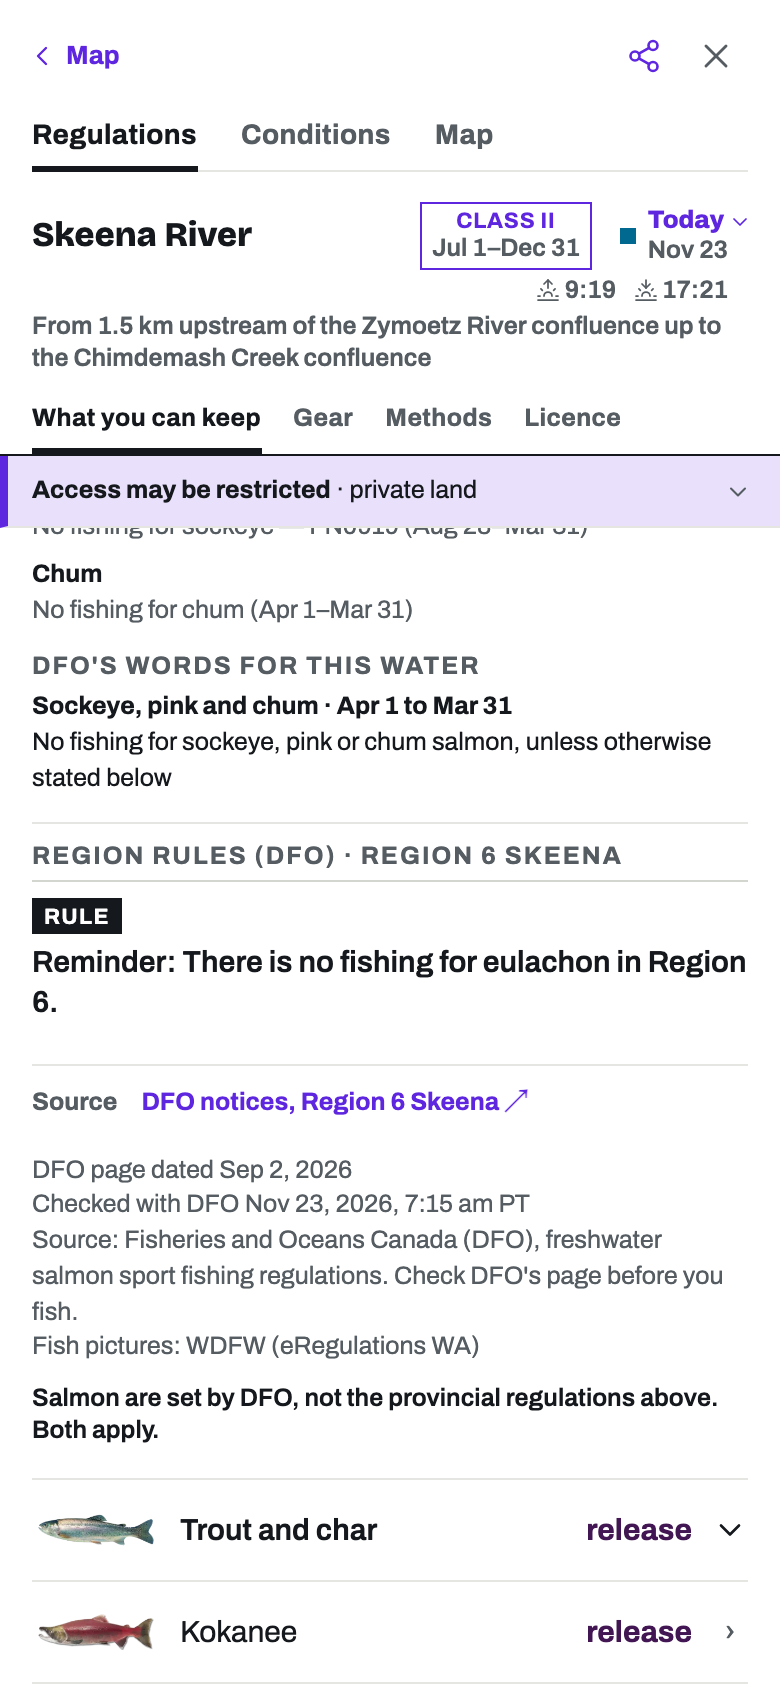 Map
Regulations Conditions Map
Skeena River
CLASS II
Jul 1–Dec 31
Today
Nov 23
9:19 17:21
From 1.5 km upstream of the Zymoetz River confluence up to
the Chimdemash Creek confluence
What you can keep Gear Methods Licence
Access may be restricted · private land
No fishing for sockeye
Chum
No fishing for chum (Apr 1–Mar 31)
DFO'S WORDS FOR THIS WATER
Sockeye, pink and chum · Apr 1 to Mar 31
No fishing for sockeye, pink or chum salmon, unless otherwise
stated below
REGION RULES (DFO) · REGION 6 SKEENA
RULE
Reminder: There is no fishing for eulachon in Region
6.
Source DFO notices, Region 6 Skeena
DFO page dated Sep 2, 2026
Checked with DFO Nov 23, 2026, 7:15 am PT
Source: Fisheries and Oceans Canada (DFO), freshwater
salmon sport fishing regulations. Check DFO's page before you
fish.
Fish pictures: WDFW (eRegulations WA)
Salmon are set by DFO, not the provincial regulations above.
Both apply.
Trout and char release
Kokanee release